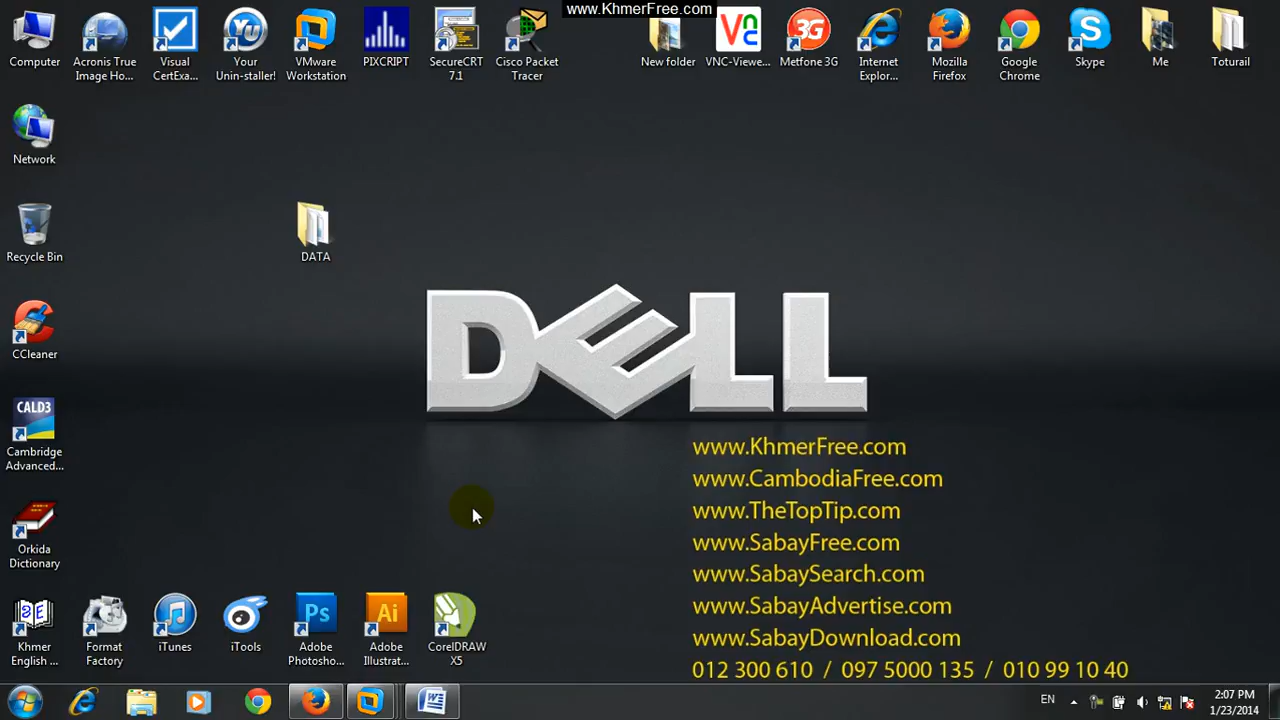 www.KhmerFree.com
Computer
Acronis True
Image Ho...
Visual
CertExa...
Your
Unin-staller!
VMware
Workstation
PIXCRIPT
SecureCRT
7.1
Cisco Packet
Tracer
New folder
VNC-Viewe...
Metfone 3G
Internet
Explor...
Mozilla
Firefox
Google
Chrome
Skype
Me
Toturail
Network
Recycle Bin
DATA
CCleaner
DELL
CALD3
Cambridge
Advanced...
www.KhmerFree.com
www.CambodiaFree.com
www.TheTopTip.com
www.SabayFree.com
www.SabaySearch.com
www.SabayAdvertise.com
www.SabayDownload.com
012 300 610 / 097 5000 135 / 010 99 10 40
Orkida
Dictionary
Khmer
English ...
Format
Factory
iTunes
iTools
Ps
Adobe
Photosho...
Ai
Adobe
Illustrat...
CorelDRAW
X5
EN
2:07 PM
1/23/2014